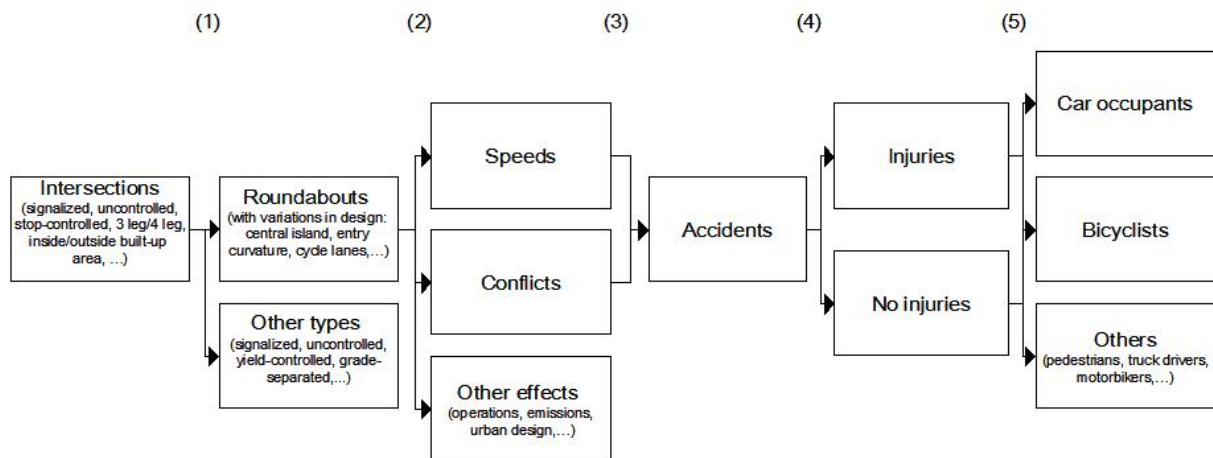 (1)
(2)
(3)
(4)
(5)
Intersections
(signalized, uncontrolled,
stop-controlled, 3 leg/4 leg,
inside/outside built-up
area, …)
Roundabouts
(with variations in design:
central island, entry
curvature, cycle lanes,…)
Other types
(signalized, uncontrolled,
yield-controlled, grade-
separated,...)
Speeds
Conflicts
Other effects
(operations, emissions,
urban design,…)
Accidents
Injuries
No injuries
Car occupants
Bicyclists
Others
(pedestrians, truck drivers,
motorbikers,…)